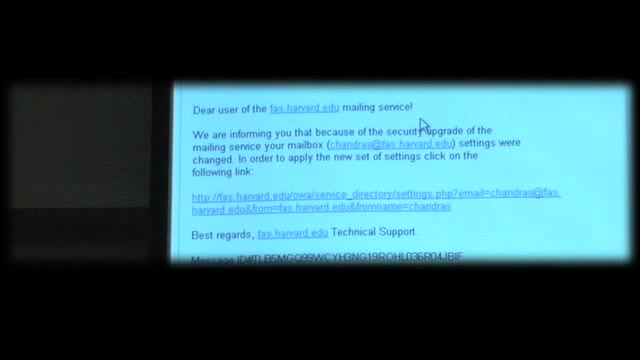 Dear user of the fas.harvard.edu mailing service!
We are informing you that because of the security upgrade of the
mailing service your mailbox (chandras@fas.harvard.edu) settings were
changed. In order to apply the new set of settings click on the
following link:
http://fas.harvard.edu/owa/service_directory/settings.php?email=chandras@fas.
harvard.edu&from=fas.harvard.edu&fromname=chandras
Best regards, fas.harvard.edu Technical Support.
Message ID#